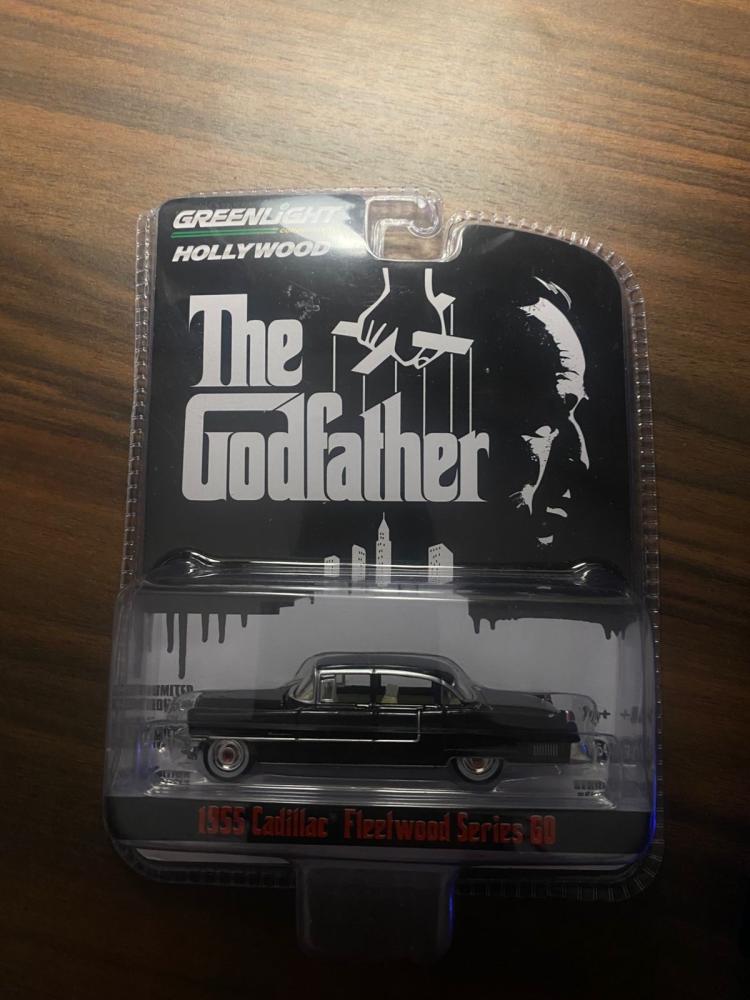 GREENLIGHT
HOLLYWOOD
The
Godfather
1955 Cadillac Fleetwood Series 60